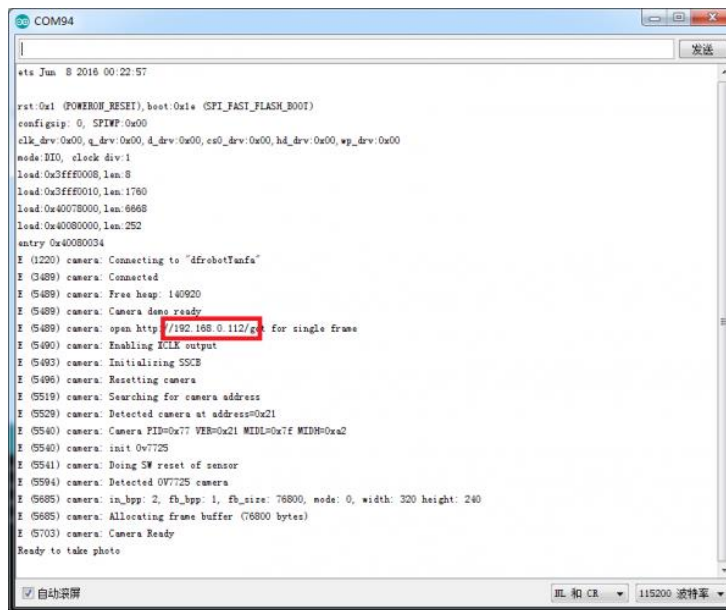 COM94
发送
ets Jun  8 2016 00:22:57
rst:0x1 (POWERON_RESET),boot:0x1e (SPI_FAST_FLASH_BOOT)
configsip: 0, SPIWP:0x00
clk_drv:0x00,q_drv:0x00,d_drv:0x00,cs0_drv:0x00,hd_drv:0x00,wp_drv:0x00
mode:DIO, clock div:1
load:0x3fff0008,len:8
load:0x3fff0010,len:1760
load:0x40078000,len:6668
load:0x40080000,len:252
entry 0x40080034
E (1220) camera: Connecting to "dfrobotYanfa"
E (3489) camera: Connected
E (5489) camera: Free heap: 140920
E (5489) camera: Camera demo ready
E (5489) camera: open http://192.168.0.112/get for single frame
E (5490) camera: Enabling XCLK output
E (5493) camera: Initializing SSCB
E (5496) camera: Resetting camera
E (5519) camera: Searching for camera address
E (5529) camera: Detected camera at address=0x21
E (5540) camera: Camera PID=0x77 VER=0x21 MIDL=0x7f MIDH=0xa2
E (5540) camera: init Ov7725
E (5541) camera: Doing SW reset of sensor
E (5594) camera: Detected OV7725 camera
E (5685) camera: in_bpp: 2, fb_bpp: 1, fb_size: 76800, mode: 0, width: 320 height: 240
E (5685) camera: Allocating frame buffer (76800 bytes)
E (5703) camera: Camera Ready
Ready to take photo
自动滚屏
NL 和 CR
115200 波特率